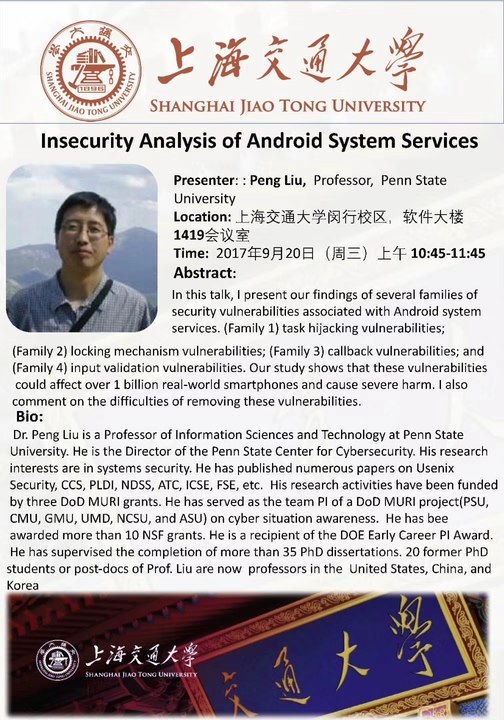 上海交通大學
SHANGHAI JIAO TONG UNIVERSITY
1896
SHANGHAI JIAO TONG UNIVERSITY
Insecurity Analysis of Android System Services
Presenter: : Peng Liu, Professor, Penn State
University
Location: 上海交通大学闵行校区，软件大楼
1419会议室
Time: 2017年9月20日（周三）上午 10:45-11:45
Abstract:
In this talk, I present our findings of several families of
security vulnerabilities associated with Android system
services. (Family 1) task hijacking vulnerabilities;
(Family 2) locking mechanism vulnerabilities; (Family 3) callback vulnerabilities; and
(Family 4) input validation vulnerabilities. Our study shows that these vulnerabilities
could affect over 1 billion real-world smartphones and cause severe harm. I also
comment on the difficulties of removing these vulnerabilities.
Bio:
Dr. Peng Liu is a Professor of Information Sciences and Technology at Penn State
University. He is the Director of the Penn State Center for Cybersecurity. His research
interests are in systems security. He has published numerous papers on Usenix
Security, CCS, PLDI, NDSS, ATC, ICSE, FSE, etc. His research activities have been funded
by three DoD MURI grants. He has served as the team PI of a DoD MURI project(PSU,
CMU, GMU, UMD, NCSU, and ASU) on cyber situation awareness. He has bee
awarded more than 10 NSF grants. He is a recipient of the DOE Early Career PI Award.
He has supervised the completion of more than 35 PhD dissertations. 20 former PhD
students or post-docs of Prof. Liu are now professors in the United States, China, and
Korea
上海交通大學
SHANGHAI JIAO TONG UNIVERSITY
交通大學